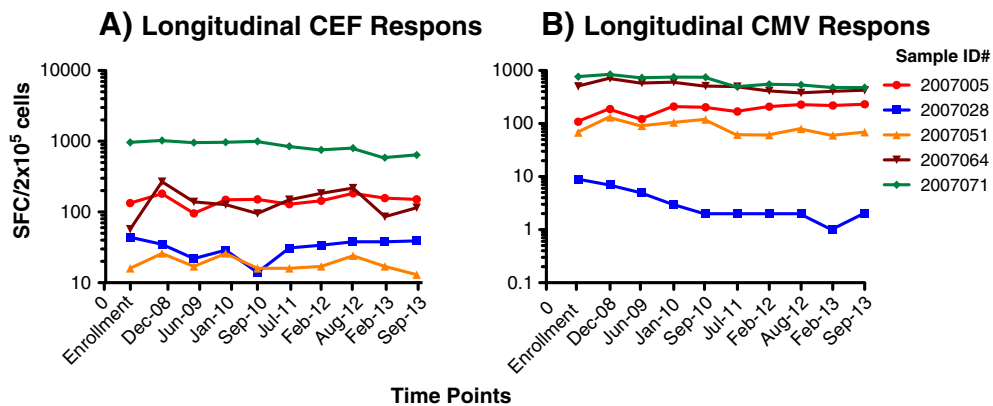 A) Longitudinal CEF Respons
B) Longitudinal CMV Respons
SFC/2x10⁵ cells
10000
1000
100
10
0
Enrollment
Dec-08
Jun-09
Jan-10
Sep-10
Jul-11
Feb-12
Aug-12
Feb-13
Sep-13
1000
100
10
1
0.1
0
Enrollment
Dec-08
Jun-09
Jan-10
Sep-10
Jul-11
Feb-12
Aug-12
Feb-13
Sep-13
Sample ID#
2007005
2007028
2007051
2007064
2007071
Time Points